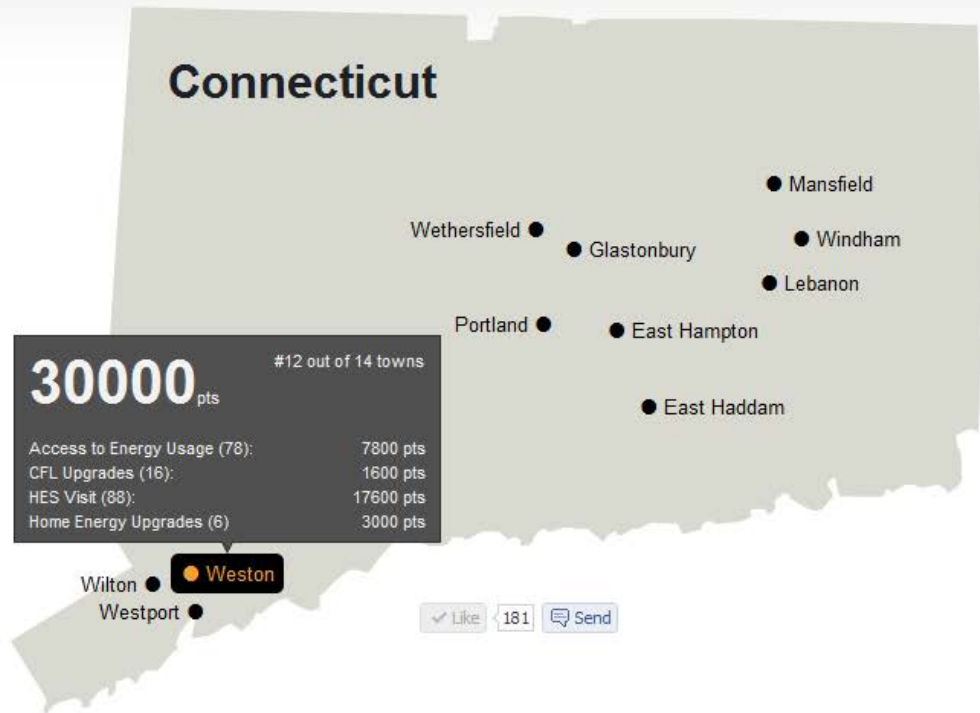 Connecticut
Mansfield
Wethersfield
Windham
Glastonbury
Lebanon
Portland
East Hampton
30000 pts
#12 out of 14 towns
East Haddam
Access to Energy Usage (78): 7800 pts
CFL Upgrades (16): 1600 pts
HES Visit (88): 17600 pts
Home Energy Upgrades (6) 3000 pts
Weston
Wilton
Westport
Like 181 Send